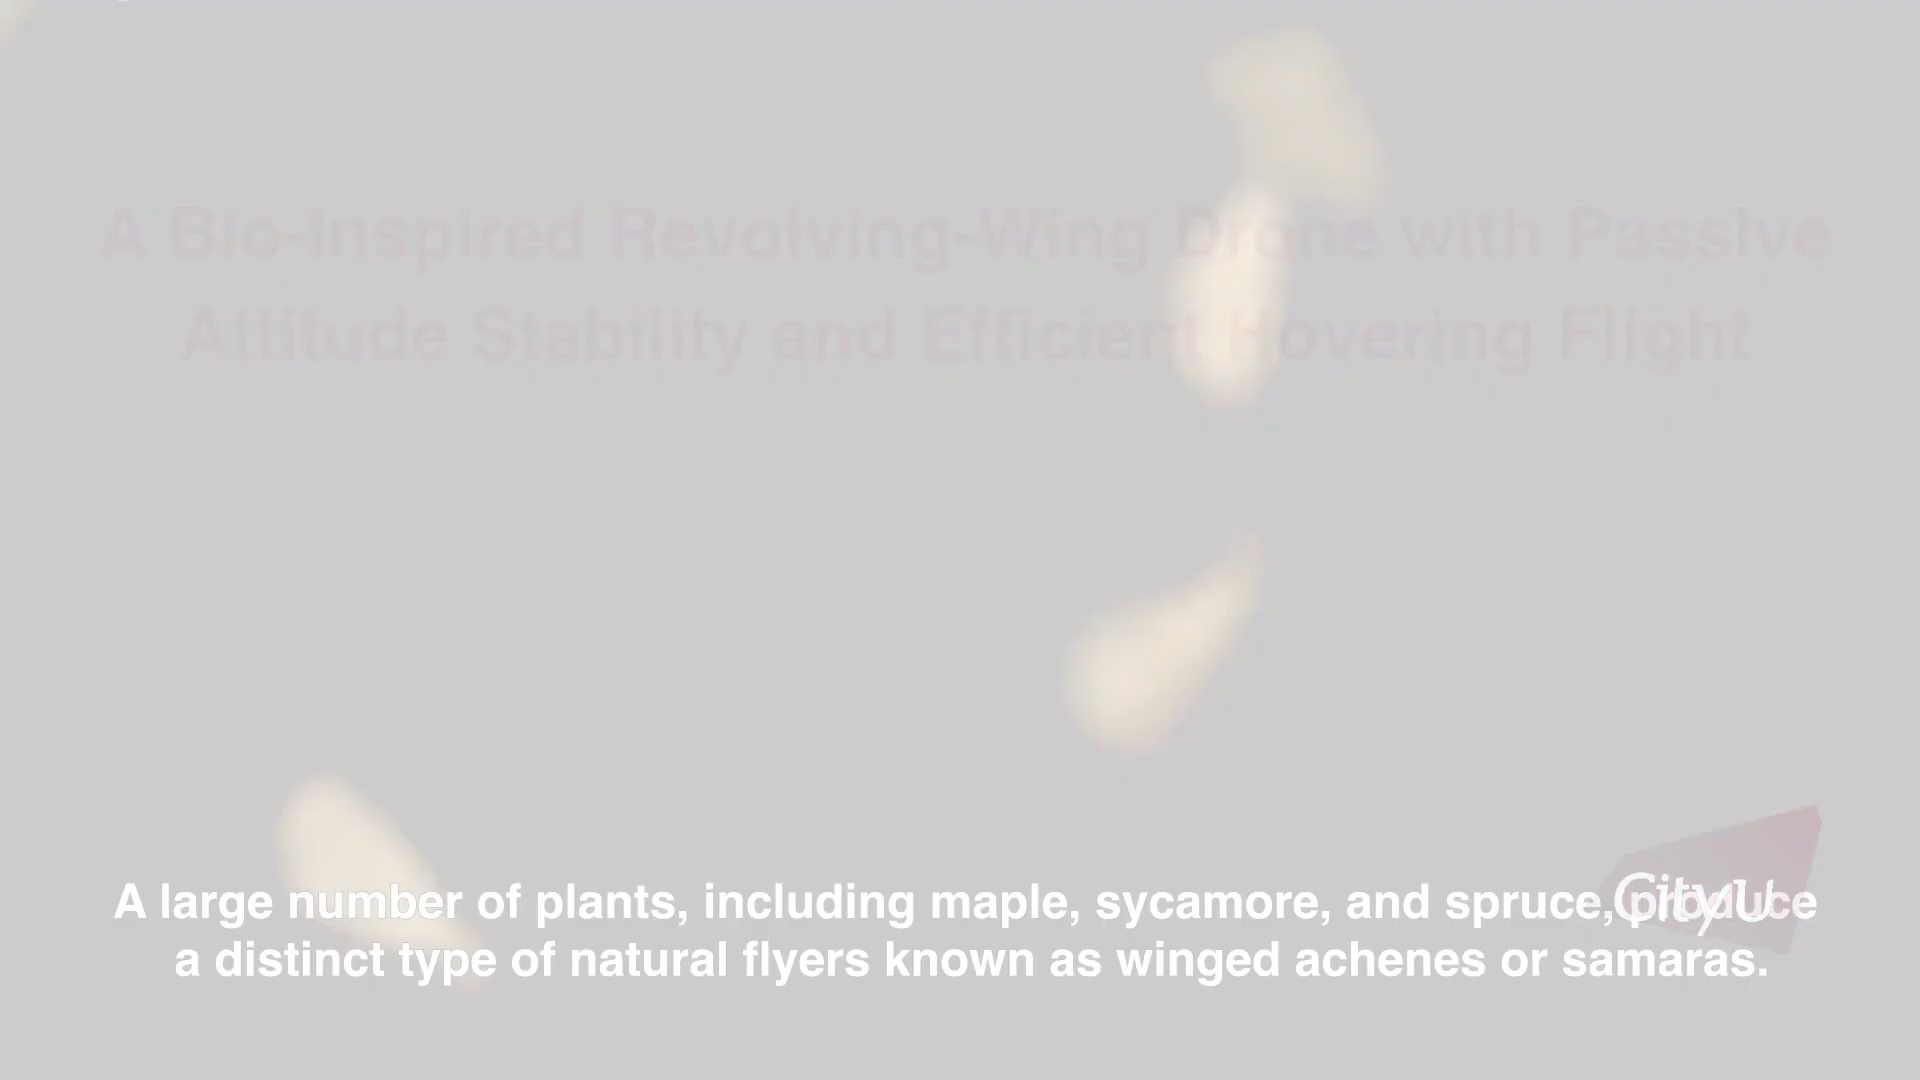 A Bio-Inspired Revolving-Wing Drone with Passive
Attitude Stability and Efficient Hovering Flight
A large number of plants, including maple, sycamore, and spruce, produce
a distinct type of natural flyers known as winged achenes or samaras.
CityU